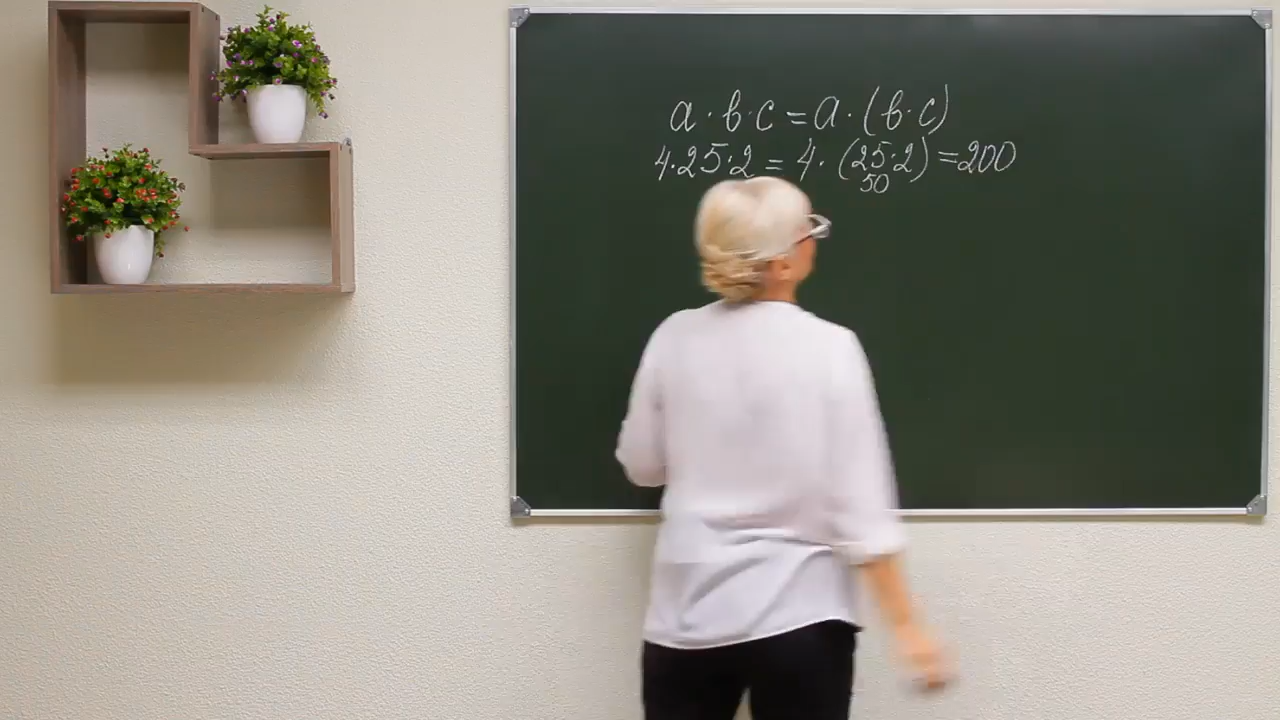 a · b · c = a · (b · c)
4 · 25 · 2 = 4 · (25 · 2) = 200
50